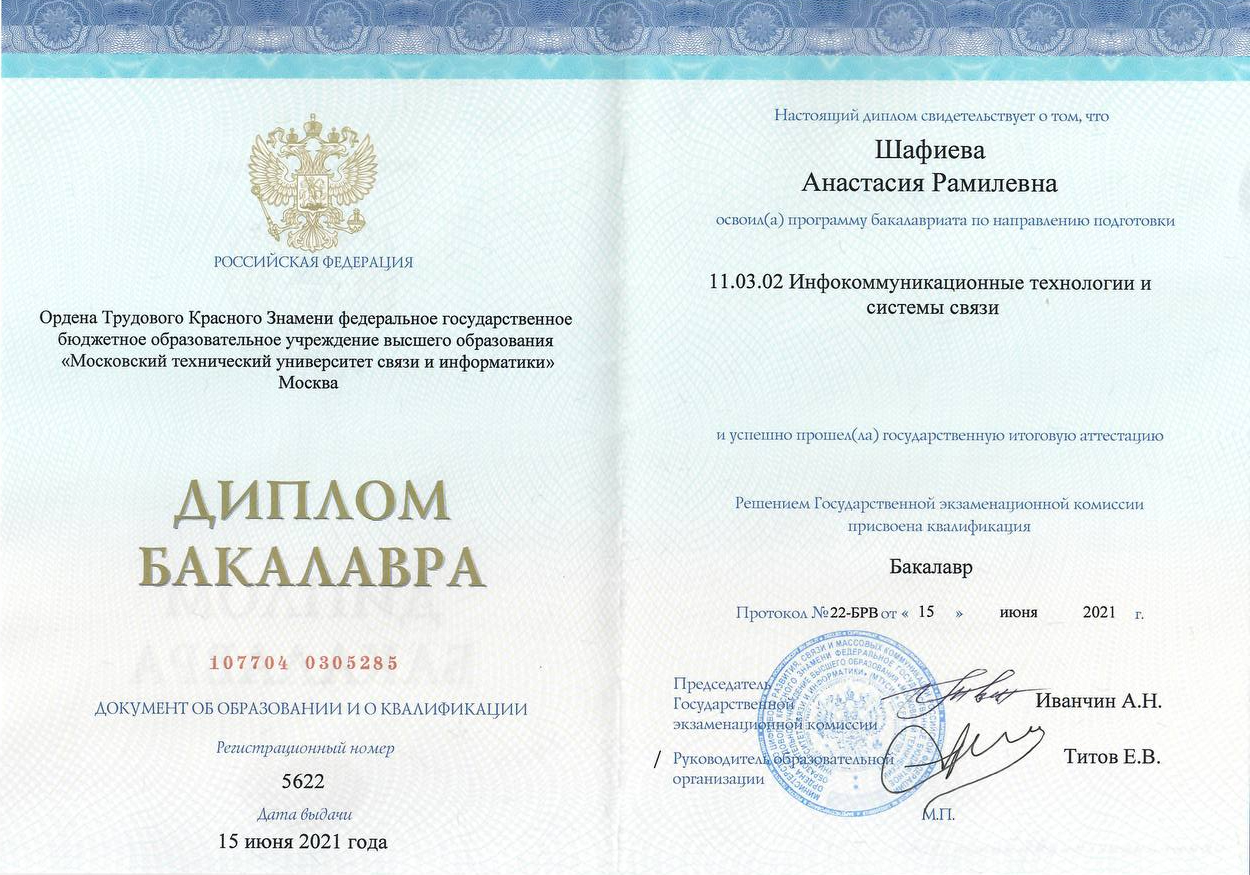 РОССИЙСКАЯ ФЕДЕРАЦИЯ
Ордена Трудового Красного Знамени федеральное государственное
бюджетное образовательное учреждение высшего образования
«Московский технический университет связи и информатики»
Москва
ДИПЛОМ
БАКАЛАВРА
107704 0305285
ДОКУМЕНТ ОБ ОБРАЗОВАНИИ И О КВАЛИФИКАЦИИ
Регистрационный номер
5622
Дата выдачи
15 июня 2021 года
Настоящий диплом свидетельствует о том, что
Шафиева
Анастасия Рамилевна
освоил(а) программу бакалавриата по направлению подготовки
11.03.02 Инфокоммуникационные технологии и
системы связи
и успешно прошел(ла) государственную итоговую аттестацию
Решением Государственной экзаменационной комиссии
присвоена квалификация
Бакалавр
Протокол № 22-БРВ от « 15 » июня 2021 г.
Председатель
Государственной
экзаменационной комиссии
Иванчин А.Н.
/ Руководитель образовательной
организации
Титов Е.В.
М.П.